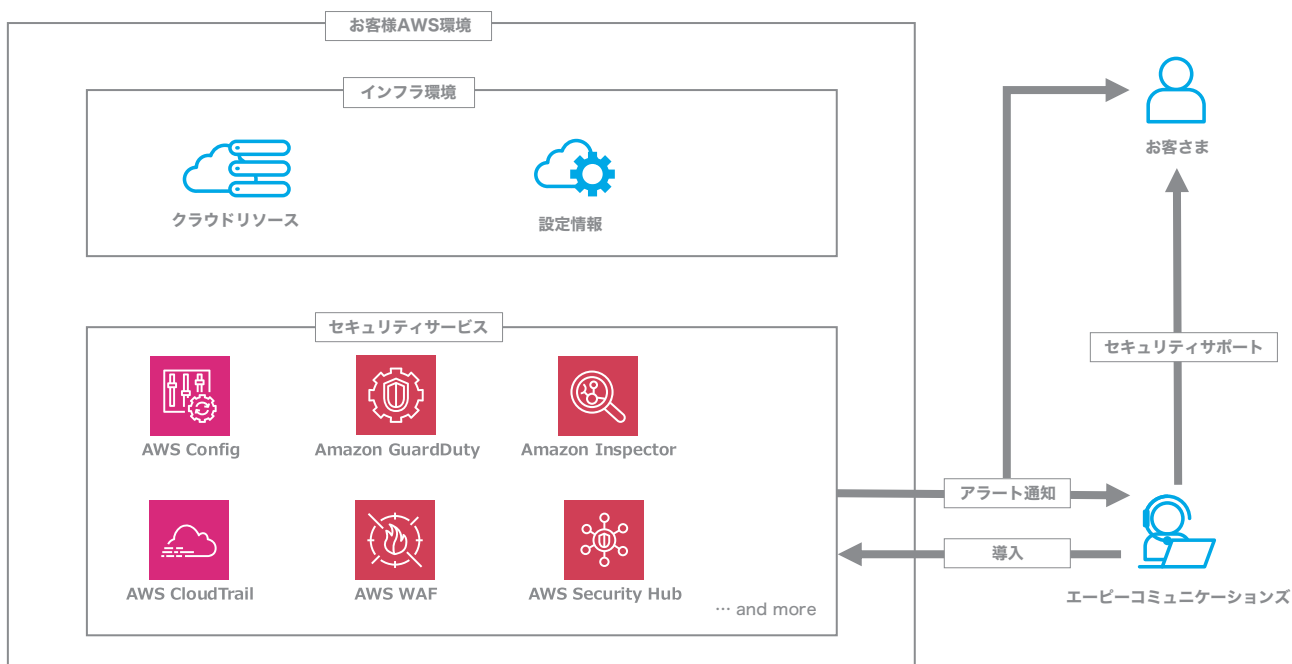 お客様AWS環境
インフラ環境
クラウドリソース
設定情報
セキュリティサービス
AWS Config
Amazon GuardDuty
Amazon Inspector
AWS CloudTrail
AWS WAF
AWS Security Hub
… and more
お客さま
セキュリティサポート
アラート通知
導入
エーピーコミュニケーションズ